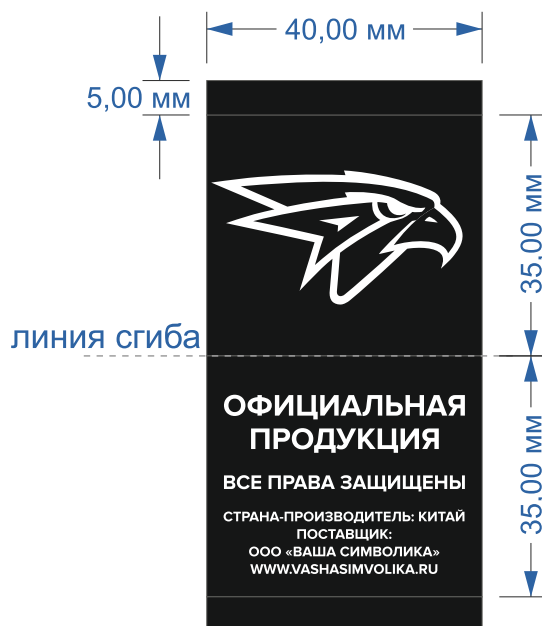 40,00 мм
5,00 мм
35.00 мм
линия сгиба
ОФИЦИАЛЬНАЯ
ПРОДУКЦИЯ
ВСЕ ПРАВА ЗАЩИЩЕНЫ
СТРАНА-ПРОИЗВОДИТЕЛЬ: КИТАЙ
ПОСТАВЩИК:
ООО «ВАША СИМВОЛИКА»
WWW.VASHASIMVOLIKA.RU
35.00 мм